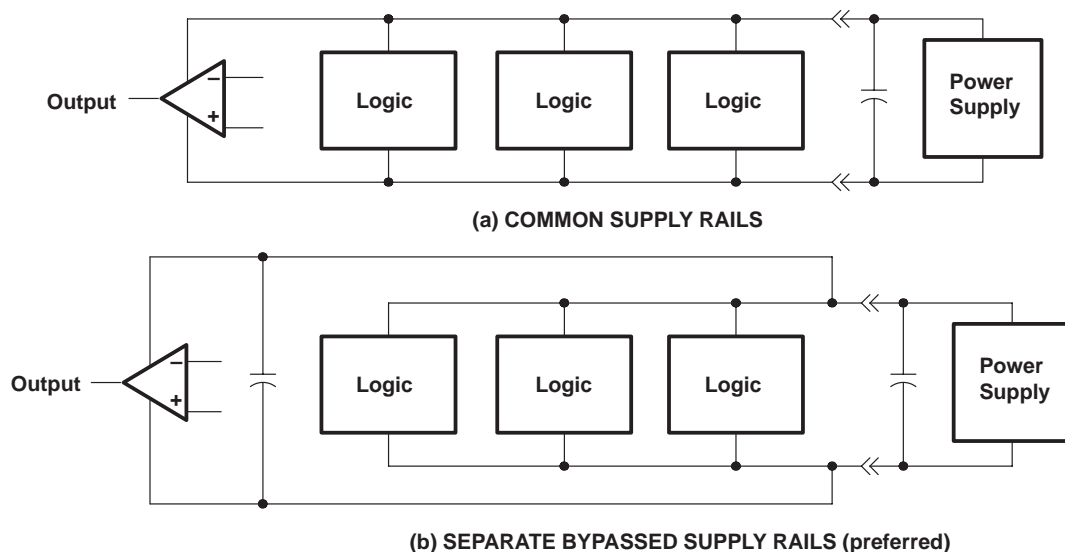 Output
−
+
Logic
Logic
Logic
Power
Supply
(a) COMMON SUPPLY RAILS
Output
−
+
Logic
Logic
Logic
Power
Supply
(b) SEPARATE BYPASSED SUPPLY RAILS (preferred)